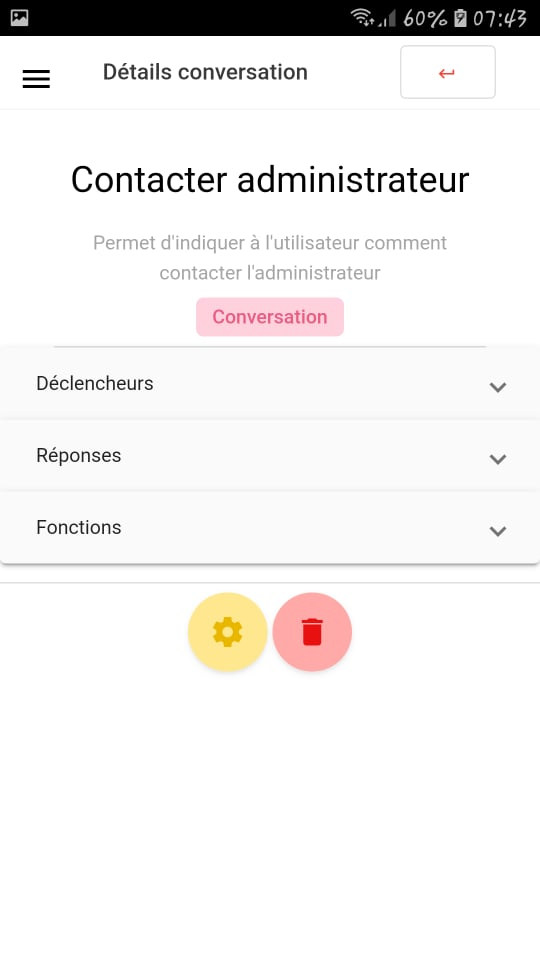 60% 07:43
Détails conversation
Contacter administrateur
Permet d'indiquer à l'utilisateur comment
contacter l'administrateur
Conversation
Déclencheurs
Réponses
Fonctions